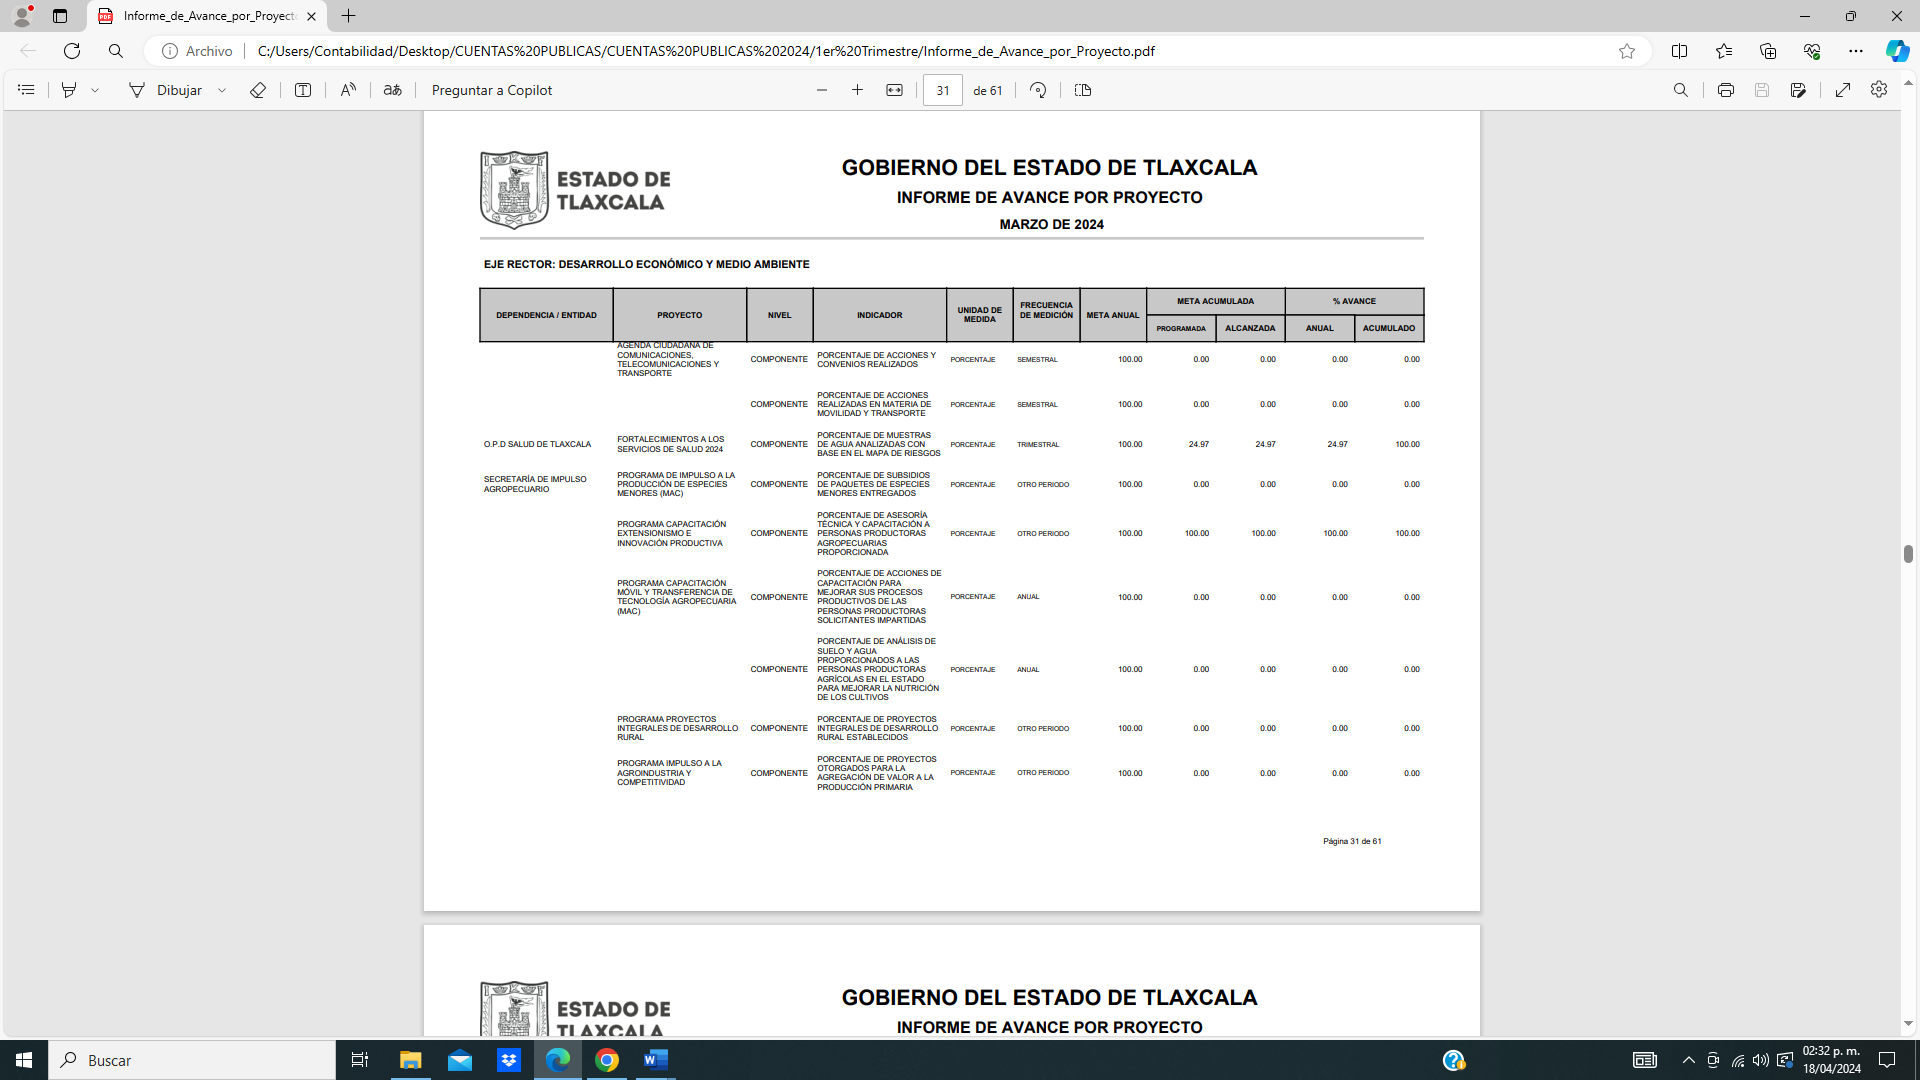 Informe_de_Avance_por_Proyecto
Archivo
C:/Users/Contabilidad/Desktop/CUENTAS%20PUBLICAS/CUENTAS%20PUBLICAS%202024/1er%20Trimestre/Informe_de_Avance_por_Proyecto.pdf
Dibujar
aあ
Preguntar a Copilot
31 de 61
ESTADO DE
TLAXCALA
GOBIERNO DEL ESTADO DE TLAXCALA
INFORME DE AVANCE POR PROYECTO
MARZO DE 2024
EJE RECTOR: DESARROLLO ECONÓMICO Y MEDIO AMBIENTE
DEPENDENCIA / ENTIDAD
PROYECTO
NIVEL
INDICADOR
UNIDAD DE
MEDIDA
FRECUENCIA
DE MEDICIÓN
META ANUAL
META ACUMULADA
PROGRAMADA
ALCANZADA
% AVANCE
ANUAL
ACUMULADO
AGENDA CIUDADANA DE
COMUNICACIONES,
TELECOMUNICACIONES Y
TRANSPORTE
COMPONENTE
PORCENTAJE DE ACCIONES Y
CONVENIOS REALIZADOS
PORCENTAJE
SEMESTRAL
100.00 0.00 0.00 0.00 0.00
COMPONENTE
PORCENTAJE DE ACCIONES
REALIZADAS EN MATERIA DE
MOVILIDAD Y TRANSPORTE
PORCENTAJE
SEMESTRAL
100.00 0.00 0.00 0.00 0.00
O.P.D SALUD DE TLAXCALA
FORTALECIMIENTOS A LOS
SERVICIOS DE SALUD 2024
COMPONENTE
PORCENTAJE DE MUESTRAS
DE AGUA ANALIZADAS CON
BASE EN EL MAPA DE RIESGOS
PORCENTAJE
TRIMESTRAL
100.00 24.97 24.97 24.97 100.00
SECRETARÍA DE IMPULSO
AGROPECUARIO
PROGRAMA DE IMPULSO A LA
PRODUCCIÓN DE ESPECIES
MENORES (MAC)
COMPONENTE
PORCENTAJE DE SUBSIDIOS
DE PAQUETES DE ESPECIES
MENORES ENTREGADOS
PORCENTAJE
OTRO PERIODO
100.00 0.00 0.00 0.00 0.00
PROGRAMA CAPACITACIÓN
EXTENSIONISMO E
INNOVACIÓN PRODUCTIVA
COMPONENTE
PORCENTAJE DE ASESORÍA
TÉCNICA Y CAPACITACIÓN A
PERSONAS PRODUCTORAS
AGROPECUARIAS
PROPORCIONADA
PORCENTAJE
OTRO PERIODO
100.00 100.00 100.00 100.00 100.00
PROGRAMA CAPACITACIÓN
MÓVIL Y TRANSFERENCIA DE
TECNOLOGÍA AGROPECUARIA
(MAC)
COMPONENTE
PORCENTAJE DE ACCIONES DE
CAPACITACIÓN PARA
MEJORAR SUS PROCESOS
PRODUCTIVOS DE LAS
PERSONAS PRODUCTORAS
SOLICITANTES IMPARTIDAS
PORCENTAJE
ANUAL
100.00 0.00 0.00 0.00 0.00
COMPONENTE
PORCENTAJE DE ANÁLISIS DE
SUELO Y AGUA
PROPORCIONADOS A LAS
PERSONAS PRODUCTORAS
AGRÍCOLAS EN EL ESTADO
PARA MEJORAR LA NUTRICIÓN
DE LOS CULTIVOS
PORCENTAJE
ANUAL
100.00 0.00 0.00 0.00 0.00
PROGRAMA PROYECTOS
INTEGRALES DE DESARROLLO
RURAL
COMPONENTE
PORCENTAJE DE PROYECTOS
INTEGRALES DE DESARROLLO
RURAL ESTABLECIDOS
PORCENTAJE
OTRO PERIODO
100.00 0.00 0.00 0.00 0.00
PROGRAMA IMPULSO A LA
AGROINDUSTRIA Y
COMPETITIVIDAD
COMPONENTE
PORCENTAJE DE PROYECTOS
OTORGADOS PARA LA
AGREGACIÓN DE VALOR A LA
PRODUCCIÓN PRIMARIA
PORCENTAJE
OTRO PERIODO
100.00 0.00 0.00 0.00 0.00
Página 31 de 61
ESTADO DE
TLAXCALA
GOBIERNO DEL ESTADO DE TLAXCALA
INFORME DE AVANCE POR PROYECTO
Buscar
02:32 p. m.
18/04/2024